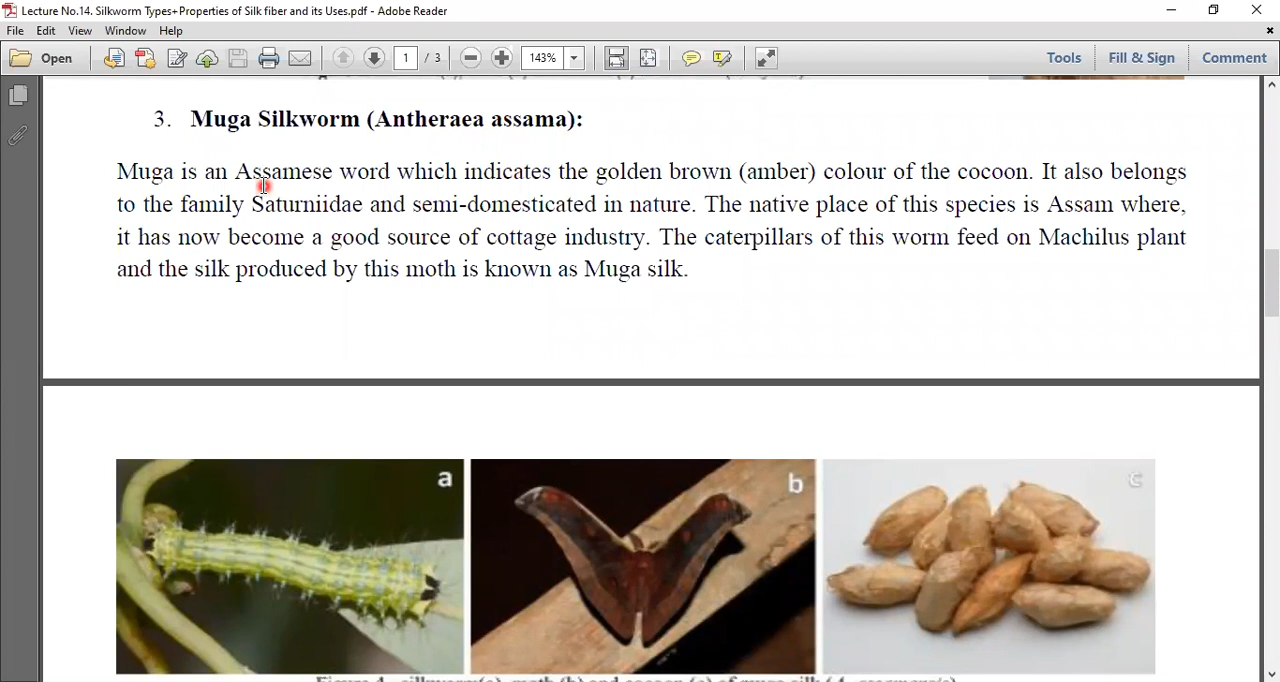 Lecture No.14. Silkworm Types+Properties of Silk fiber and its Uses.pdf - Adobe Reader
File Edit View Window Help
Open 1 / 3 143% Tools Fill & Sign Comment
3. Muga Silkworm (Antheraea assama):
Muga is an Assamese word which indicates the golden brown (amber) colour of the cocoon. It also belongs
to the family Saturniidae and semi-domesticated in nature. The native place of this species is Assam where,
it has now become a good source of cottage industry. The caterpillars of this worm feed on Machilus plant
and the silk produced by this moth is known as Muga silk.
a b c